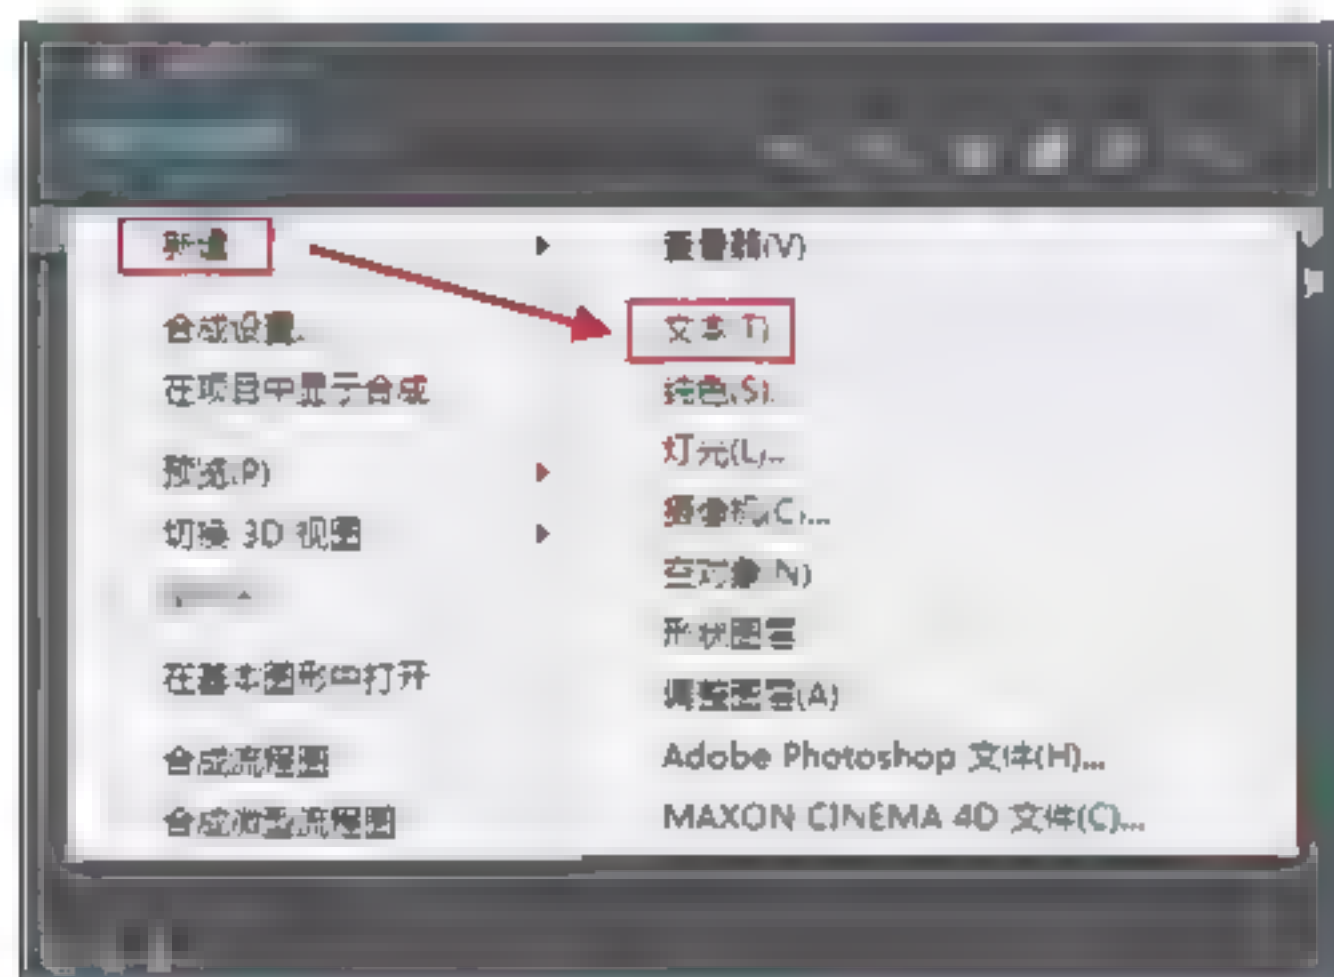 新建
合成设置...
在项目中显示合成
预览(P)
切换 3D 视图
在基本图形中打开
合成流程图
合成微型流程图
查看器(V)
文本(T)
纯色(S)...
灯光(L)...
摄像机(C)...
空对象(N)
形状图层
调整图层(A)
Adobe Photoshop 文件(H)...
MAXON CINEMA 4D 文件(C)...